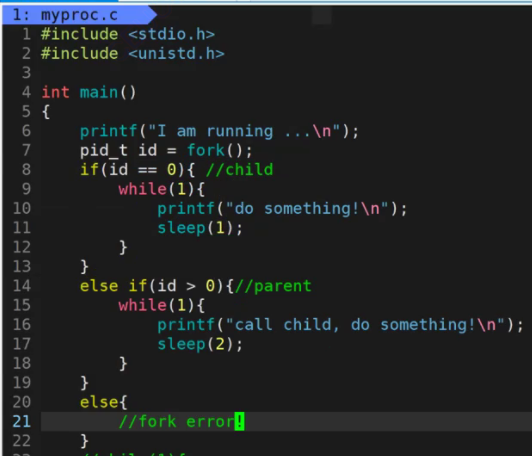 1: myproc.c
1 #include <stdio.h>
2 #include <unistd.h>
3
4 int main()
5 {
6     printf("I am running ...\n");
7     pid_t id = fork();
8     if(id == 0){ //child
9         while(1){
10             printf("do something!\n");
11             sleep(1);
12         }
13     }
14     else if(id > 0){//parent
15         while(1){
16             printf("call child, do something!\n");
17             sleep(2);
18         }
19     }
20     else{
21         //fork error!
22     }